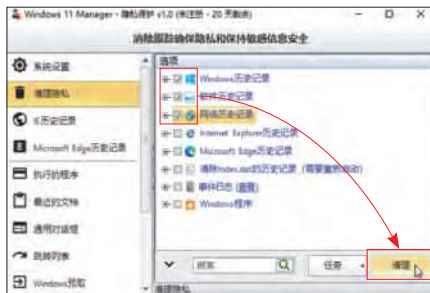 Windows 11 Manager - 隐私保护 v1.0 (未注册 - 20 天剩余)
消除跟踪确保隐私和保持敏感信息安全
系统设置
清理隐私
IE历史记录
Microsoft Edge历史记录
执行的程序
最近的文档
通用对话框
跳转列表
Windows预取
选项
Windows历史记录
软件历史记录
网络历史记录
Internet Explorer历史记录
Microsoft Edge历史记录
清除Index.dat的历史记录 (需要重新启动)
事件日志 (查看)
Windows程序
搜索
任务
清理
清理隐私